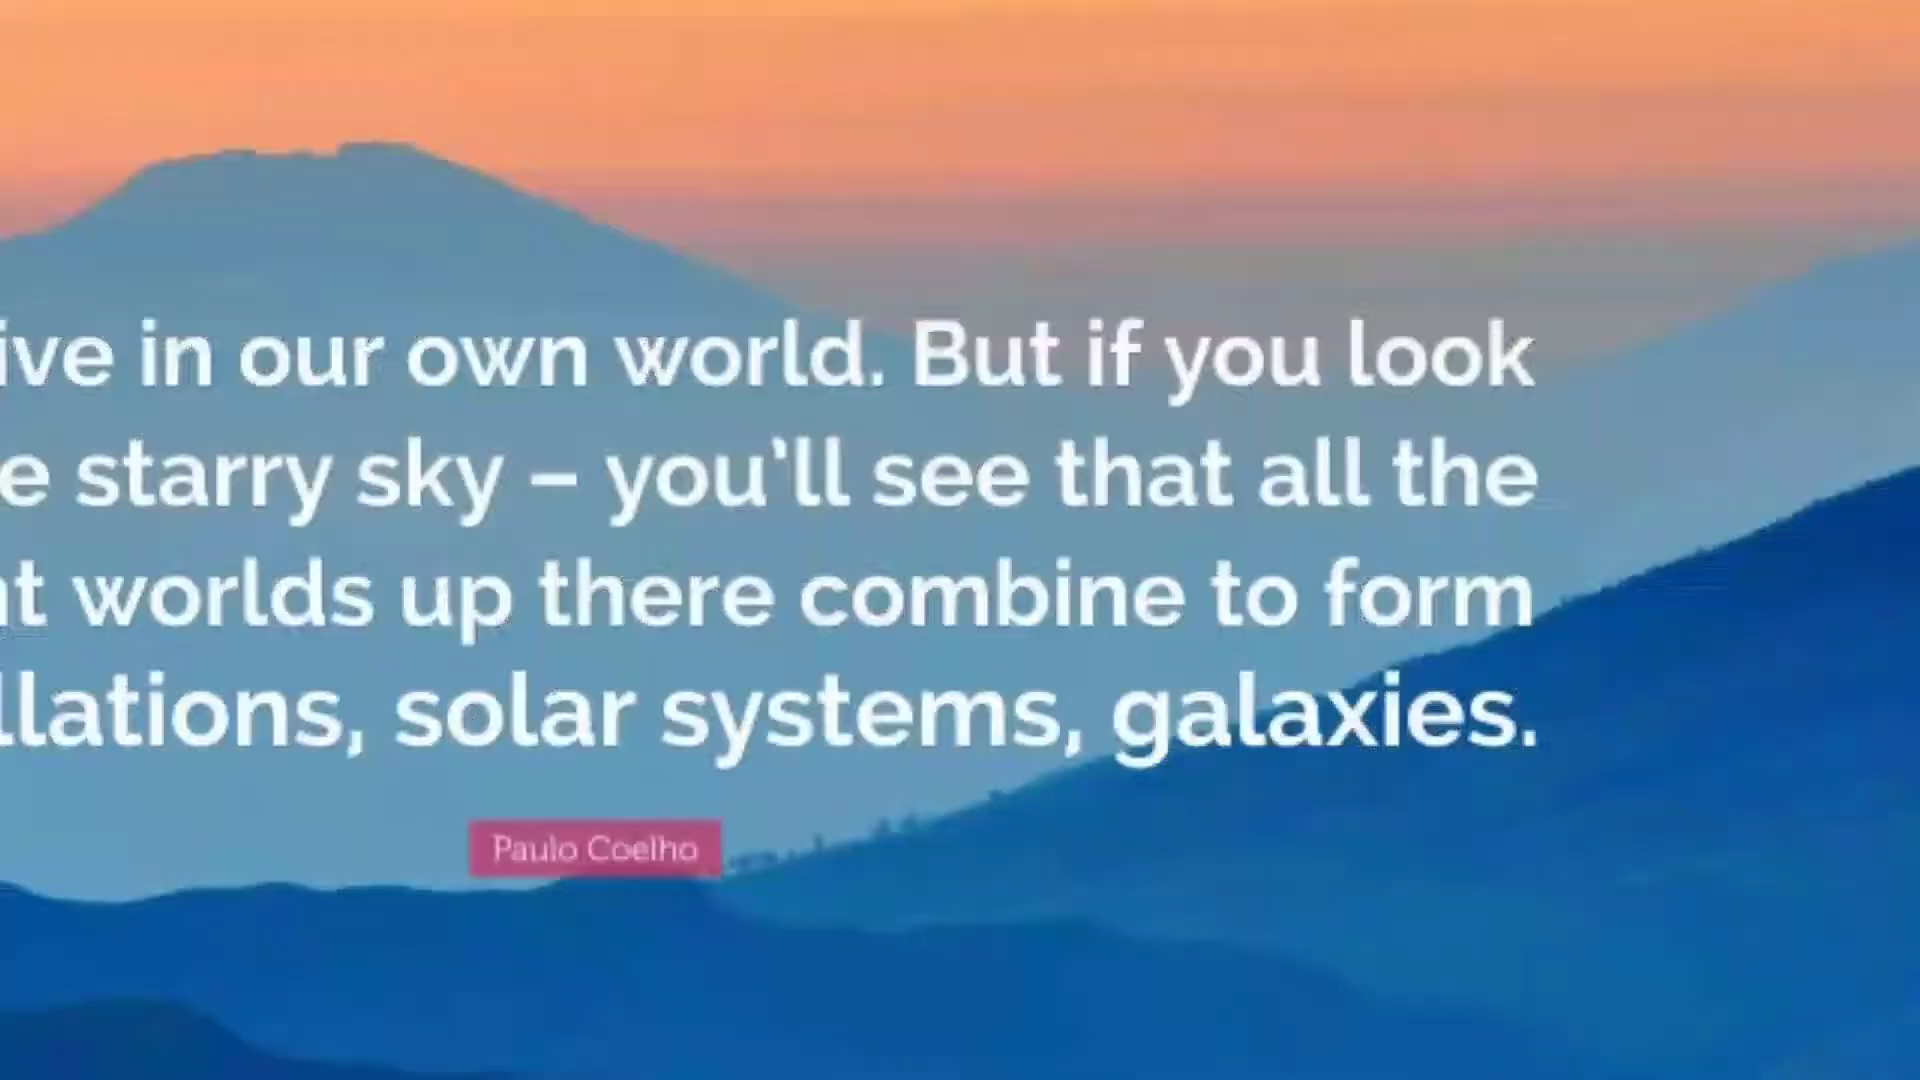 ive in our own world. But if you look
e starry sky – you’ll see that all the
nt worlds up there combine to form
llations, solar systems, galaxies.
Paulo Coelho